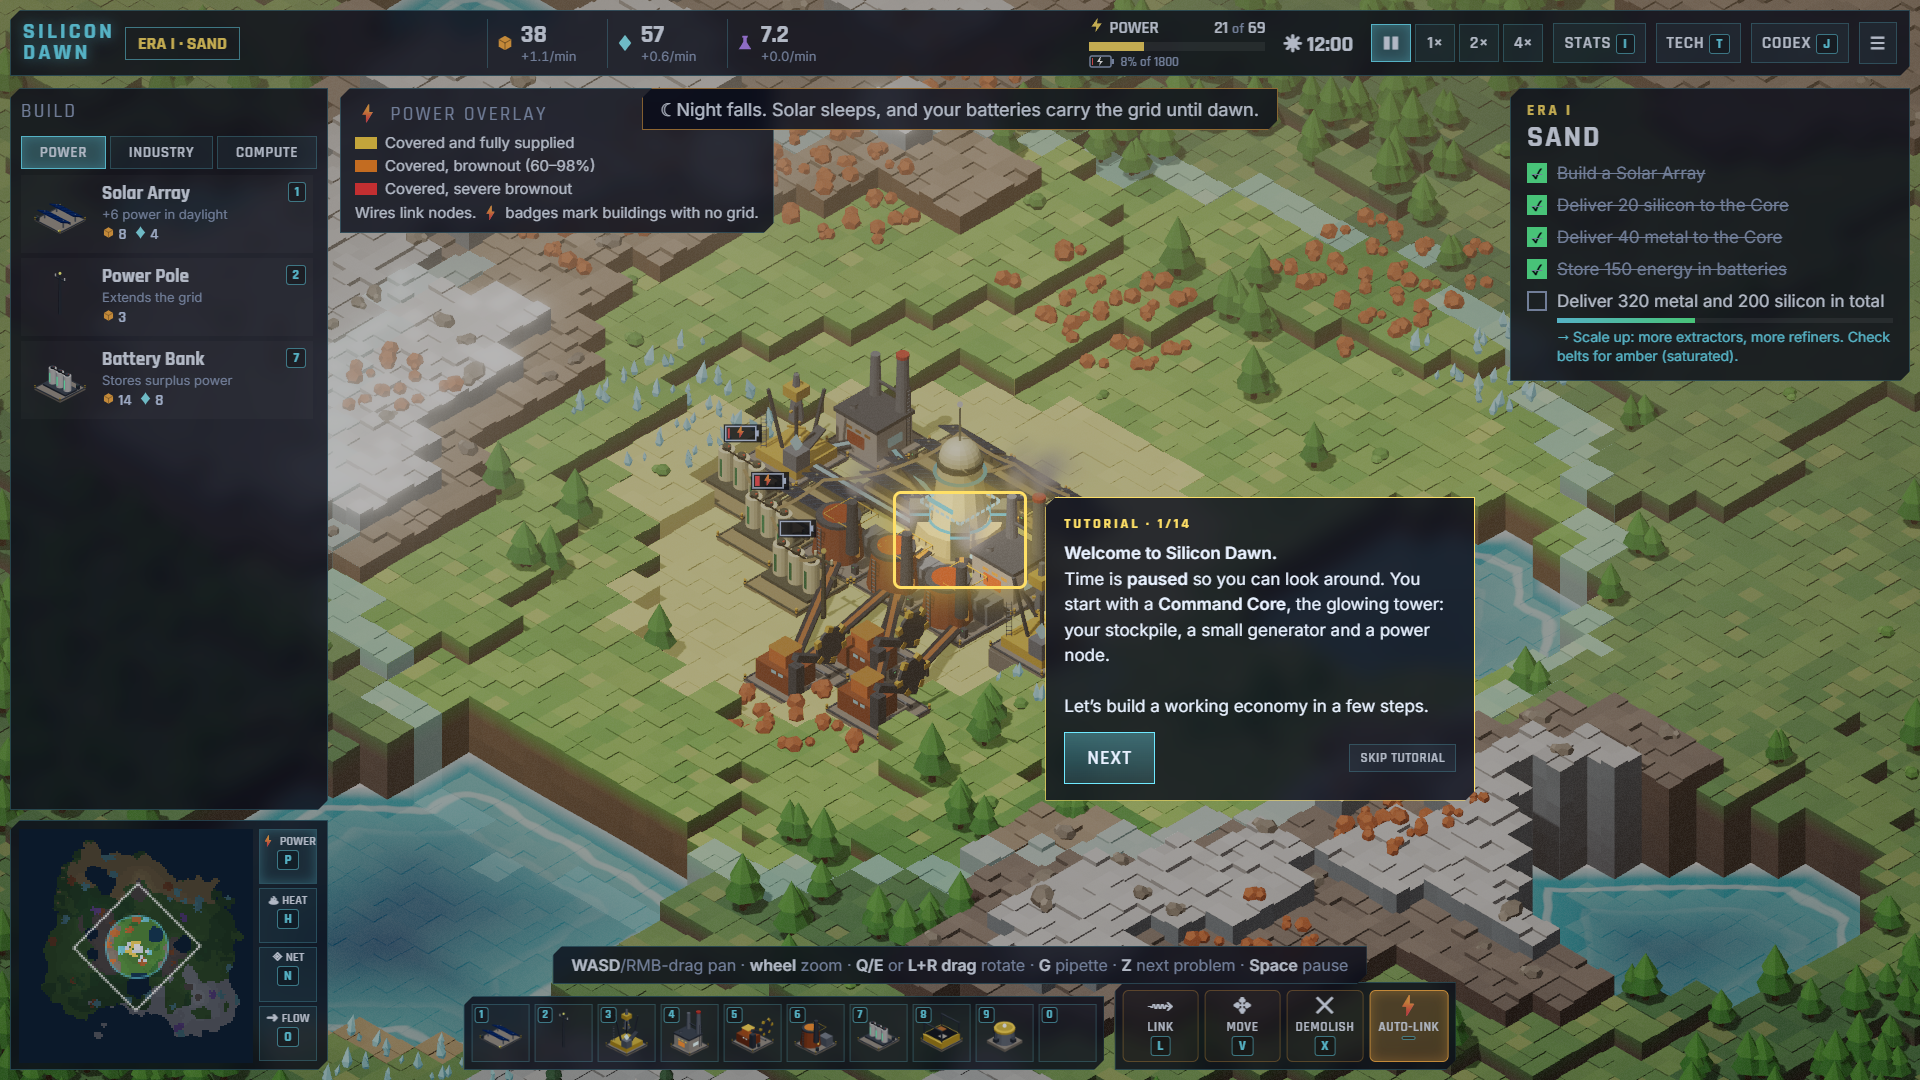 SILICON
DAWN
ERA I · SAND
38
+1.1/min
57
+0.6/min
7.2
+0.0/min
POWER 21 of 69
8% of 1800
12:00
1×
2×
4×
STATS I
TECH T
CODEX J
BUILD
POWER
INDUSTRY
COMPUTE
Solar Array 1
+6 power in daylight
8 4
Power Pole 2
Extends the grid
3
Battery Bank 7
Stores surplus power
14 8
POWER OVERLAY
Covered and fully supplied
Covered, brownout (60–98%)
Covered, severe brownout
Wires link nodes. badges mark buildings with no grid.
Night falls. Solar sleeps, and your batteries carry the grid until dawn.
ERA I
SAND
Build a Solar Array
Deliver 20 silicon to the Core
Deliver 40 metal to the Core
Store 150 energy in batteries
Deliver 320 metal and 200 silicon in total
→ Scale up: more extractors, more refiners. Check
belts for amber (saturated).
TUTORIAL · 1/14
Welcome to Silicon Dawn.
Time is paused so you can look around. You
start with a Command Core, the glowing tower:
your stockpile, a small generator and a power
node.
Let's build a working economy in a few steps.
NEXT
SKIP TUTORIAL
POWER
P
HEAT
H
NET
N
FLOW
O
WASD/RMB-drag pan · wheel zoom · Q/E or L+R drag rotate · G pipette · Z next problem · Space pause
1 2 3 4 5 6 7 8 9 0
LINK
L
MOVE
V
DEMOLISH
X
AUTO-LINK